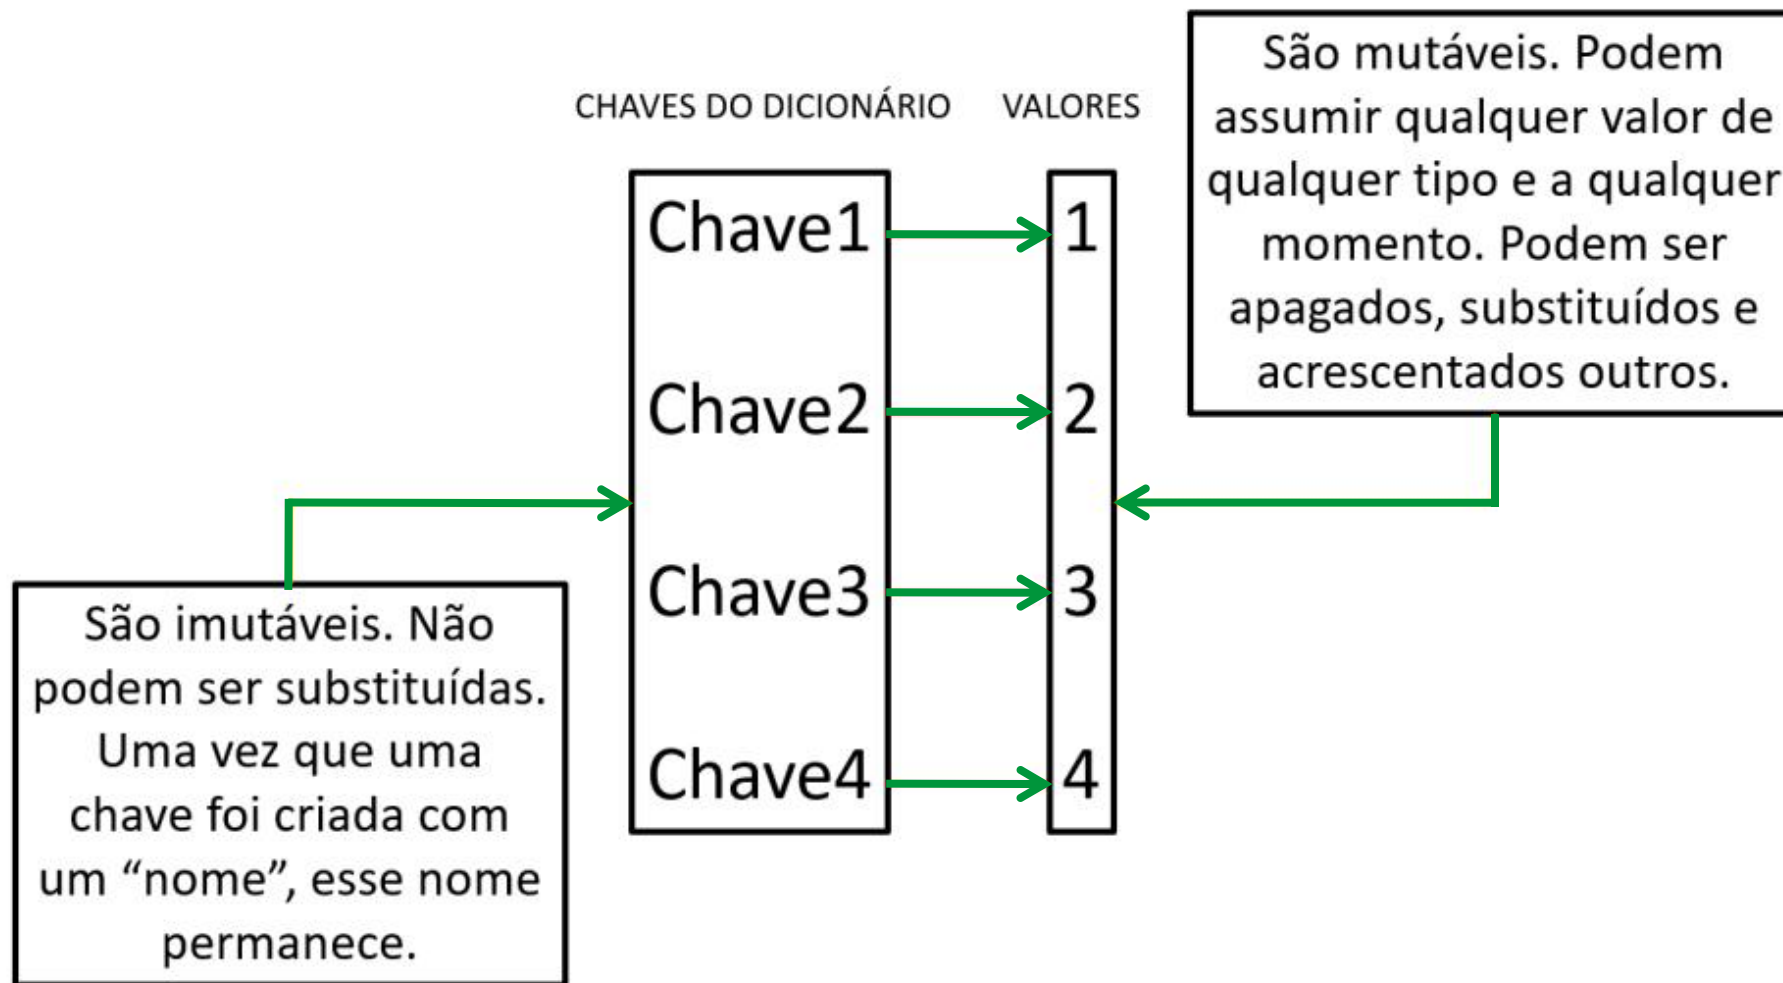 CHAVES DO DICIONÁRIO
VALORES
Chave1
1
Chave2
2
Chave3
3
Chave4
4
São mutáveis. Podem
assumir qualquer valor de
qualquer tipo e a qualquer
momento. Podem ser
apagados, substituídos e
acrescentados outros.
São imutáveis. Não
podem ser substituídas.
Uma vez que uma
chave foi criada com
um “nome”, esse nome
permanece.